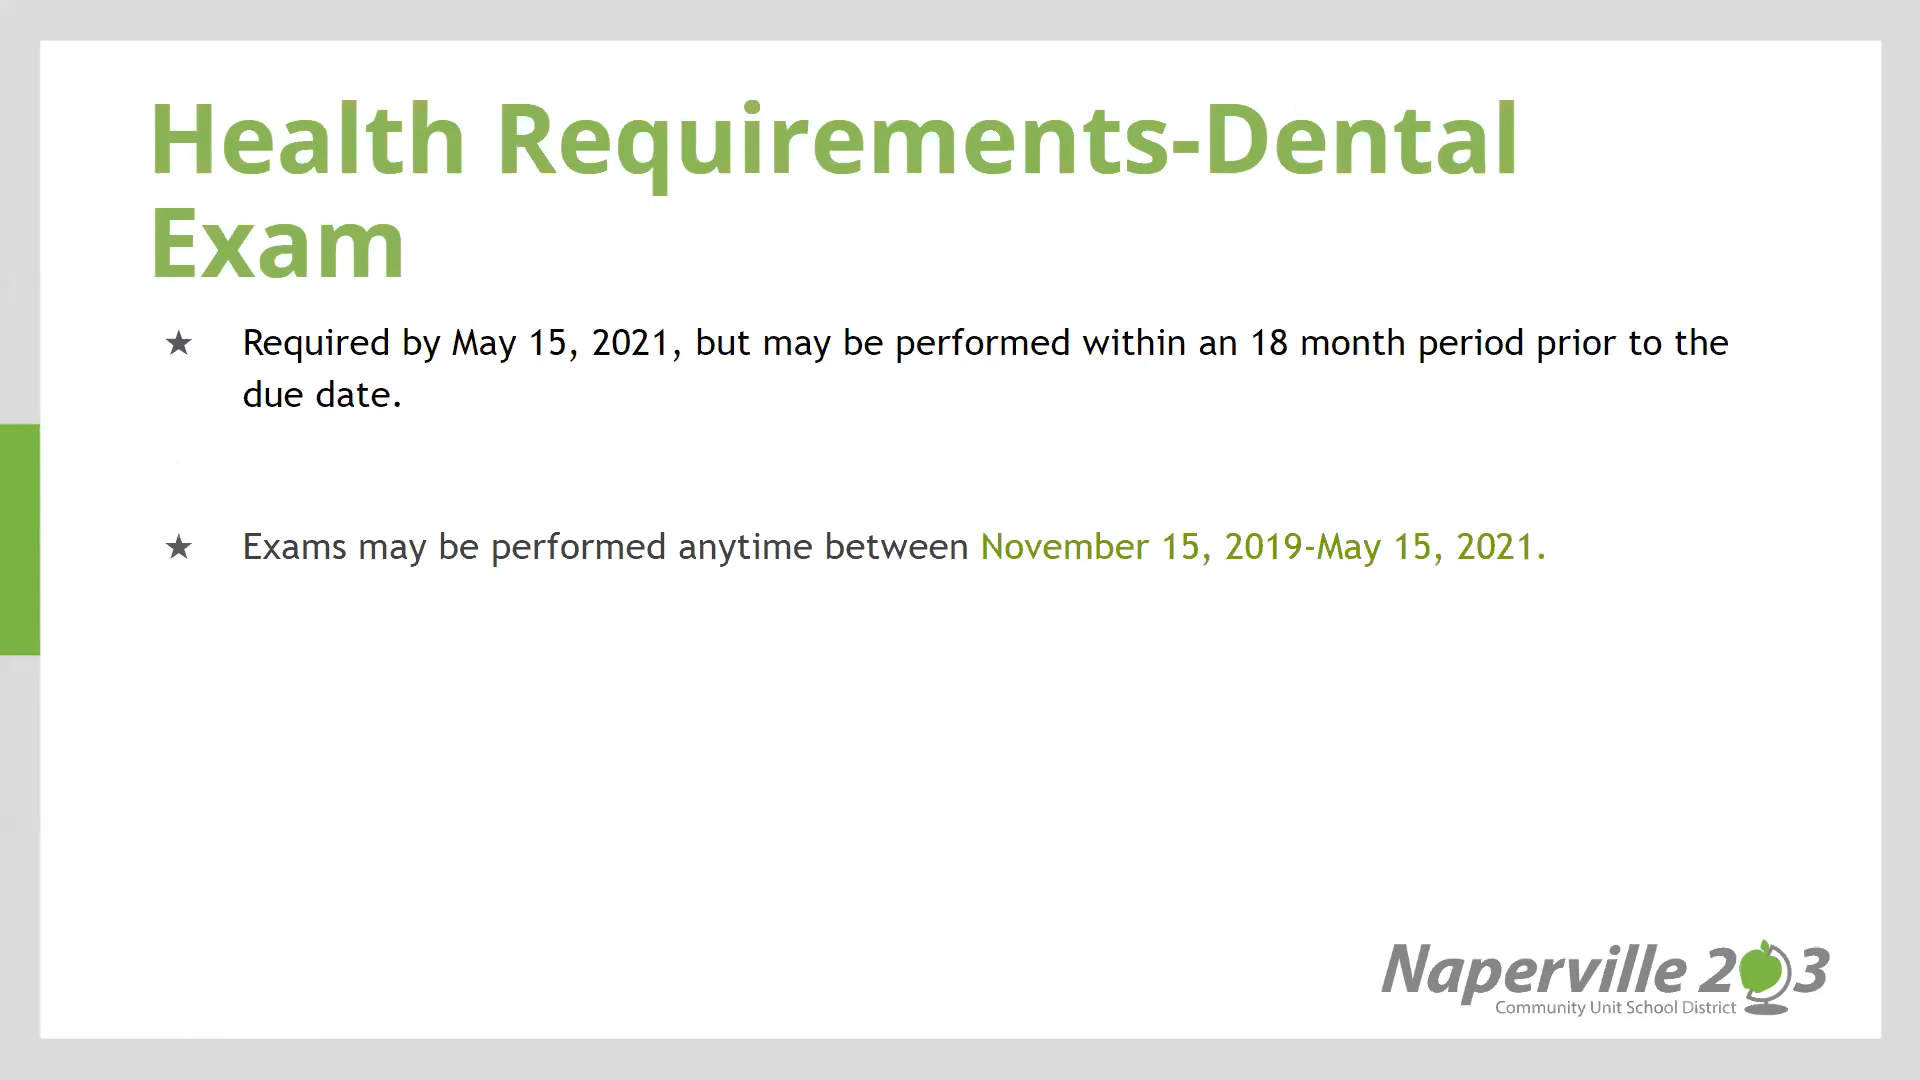 Health Requirements-Dental
Exam
★ Required by May 15, 2021, but may be performed within an 18 month period prior to the
due date.
★ Exams may be performed anytime between November 15, 2019-May 15, 2021.
Naperville 203
Community Unit School District